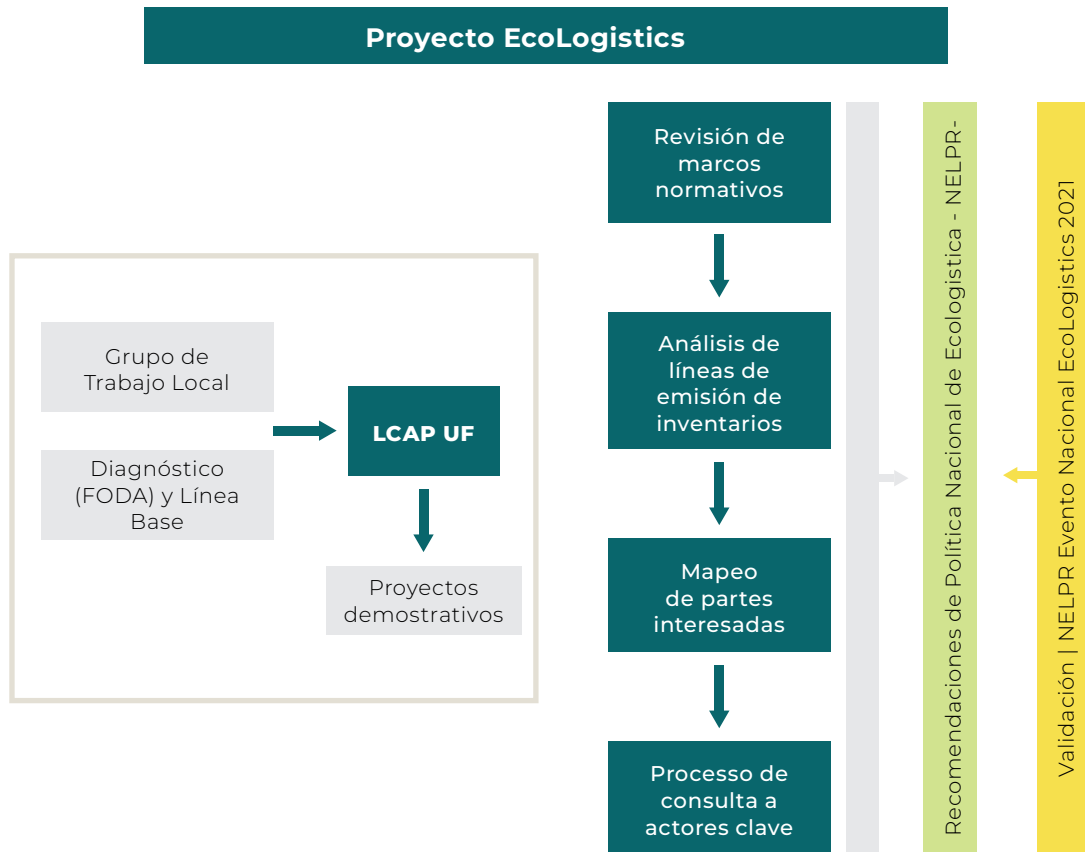 Proyecto EcoLogistics
Grupo de
Trabajo Local
Diagnóstico
(FODA) y Línea
Base
LCAP UF
Proyectos
demostrativos
Revisión de
marcos
normativos
Análisis de
líneas de
emisión de
inventarios
Mapeo
de partes
interesadas
Processo de
consulta a
actores clave
Recomendaciones de Política Nacional de Ecologistica - NELPR-
Validación | NELPR Evento Nacional EcoLogistics 2021